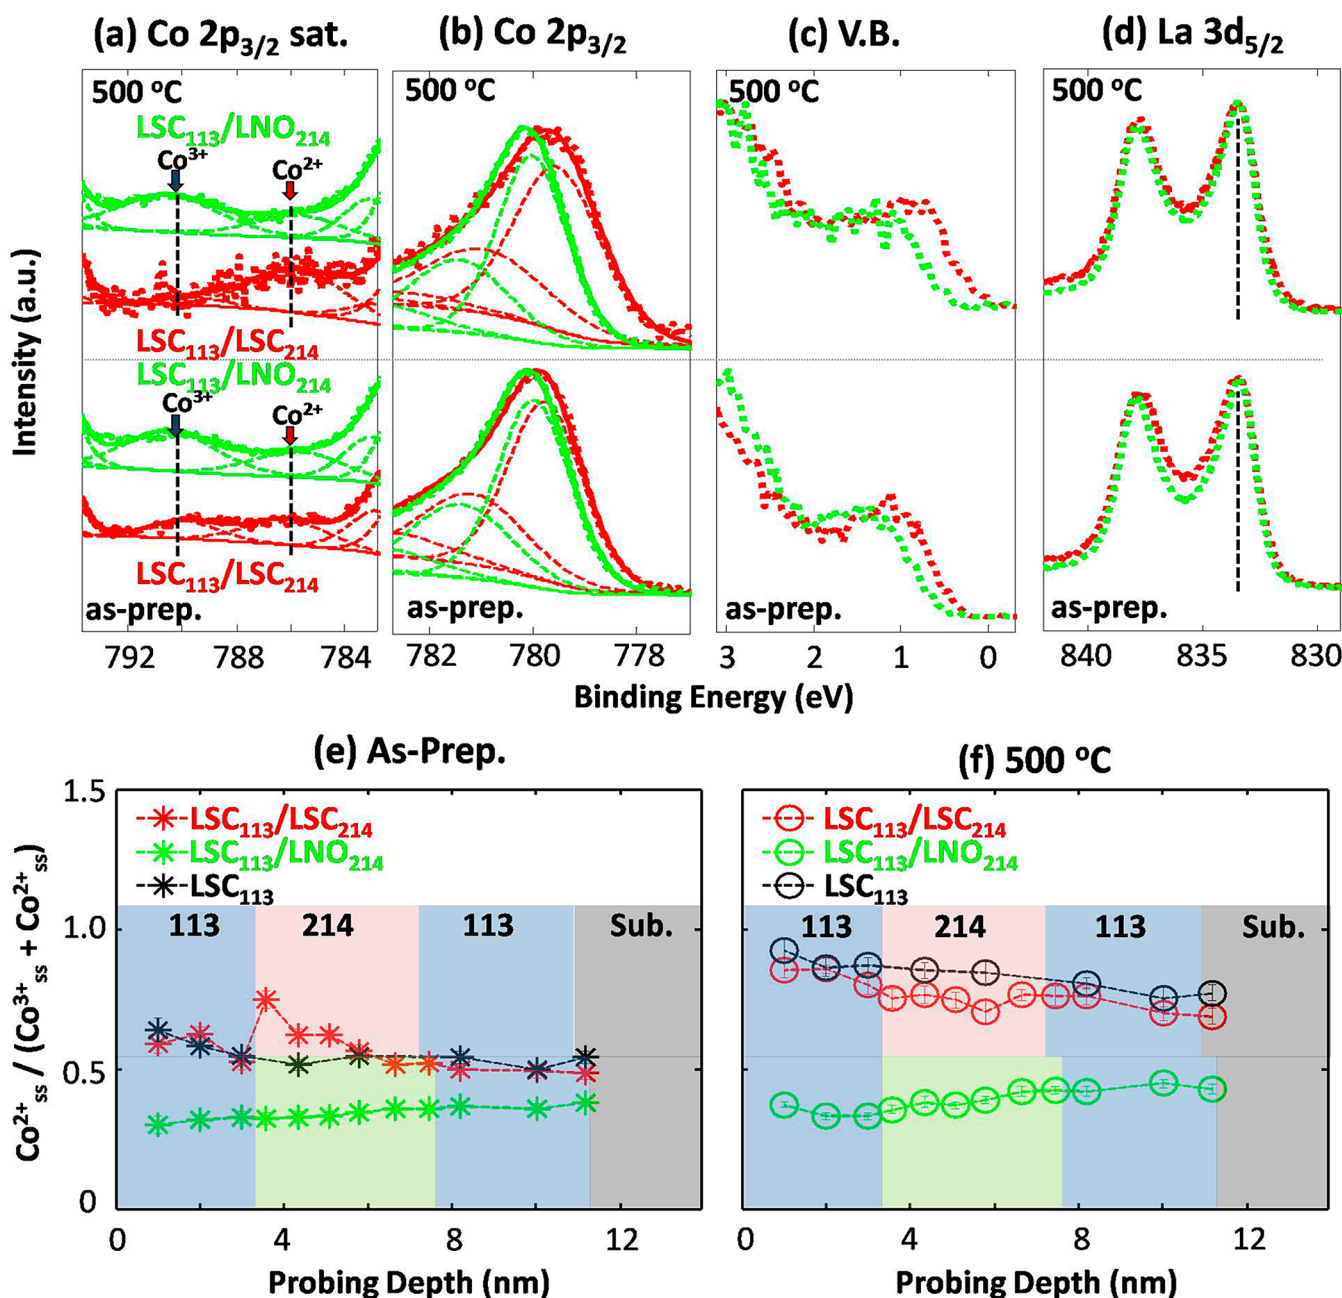 (a) Co 2p3/2 sat.
(b) Co 2p3/2
(c) V.B.
(d) La 3d5/2
500 oC
LSC113/LNO214
Co3+
Co2+
LSC113/LSC214
LSC113/LNO214
Co3+
Co2+
LSC113/LSC214
as-prep.
500 oC
as-prep.
500 oC
as-prep.
500 oC
as-prep.
Intensity (a.u.)
792 788 784
782 780 778
3 2 1 0
840 835 830
Binding Energy (eV)
(e) As-Prep.
1.5
1.0
0.5
0
LSC113/LSC214
LSC113/LNO214
LSC113
113 214 113 Sub.
0 4 8 12
Probing Depth (nm)
Co2+ss / (Co3+ss + Co2+ss)
(f) 500 oC
LSC113/LSC214
LSC113/LNO214
LSC113
113 214 113 Sub.
0 4 8 12
Probing Depth (nm)